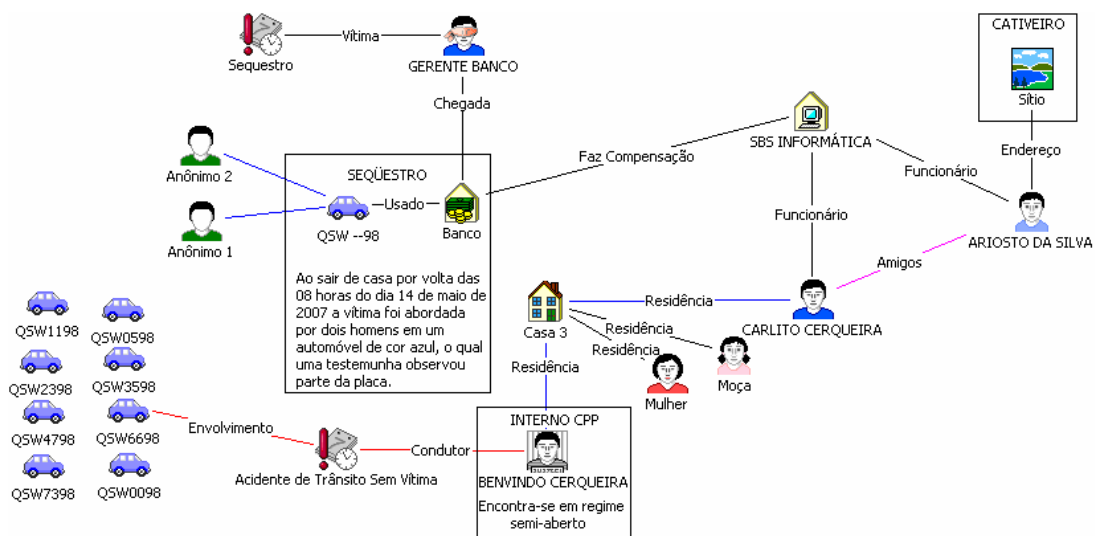 CATIVEIRO
Sítio
Endereço
Vítima
Sequestro
GERENTE BANCO
Chegada
SBS INFORMÁTICA
Faz Compensação
Funcionário
Funcionário
ARIOSTO DA SILVA
Amigos
Anônimo 2
Anônimo 1
SEQÜESTRO
Usado
QSW --98
Banco
Ao sair de casa por volta das
08 horas do dia 14 de maio de
2007 a vítima foi abordada
por dois homens em um
automóvel de cor azul, o qual
uma testemunha observou
parte da placa.
Residência
CARLITO CERQUEIRA
Casa 3
Residência
Residência
Moça
Mulher
Residência
QSW1198
QSW0598
QSW2398
QSW3598
QSW4798
QSW6698
QSW7398
QSW0098
Envolvimento
Acidente de Trânsito Sem Vítima
Condutor
INTERNO CPP
BENVINDO CERQUEIRA
Encontra-se em regime
semi-aberto